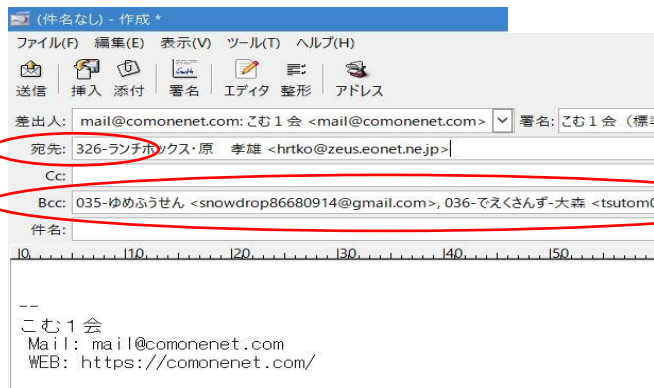 (件名なし) - 作成 *
ファイル(F) 編集(E) 表示(V) ツール(T) ヘルプ(H)
送信 挿入 添付 署名 エディタ 整形 アドレス
差出人: mail@comonenet.com: こむ1会 <mail@comonenet.com> 署名: こむ1会 (標
宛先: 326-ランチボックス・原 孝雄 <hrtko@zeus.eonet.ne.jp>
Cc:
Bcc: 035-ゆめふうせん <snowdrop86680914@gmail.com>, 036-でえくさんず-大森 <tsutom
件名:
|0 |10 |20 |30 |40 |50
--
こむ1会
Mail: mail@comonenet.com
WEB: https://comonenet.com/